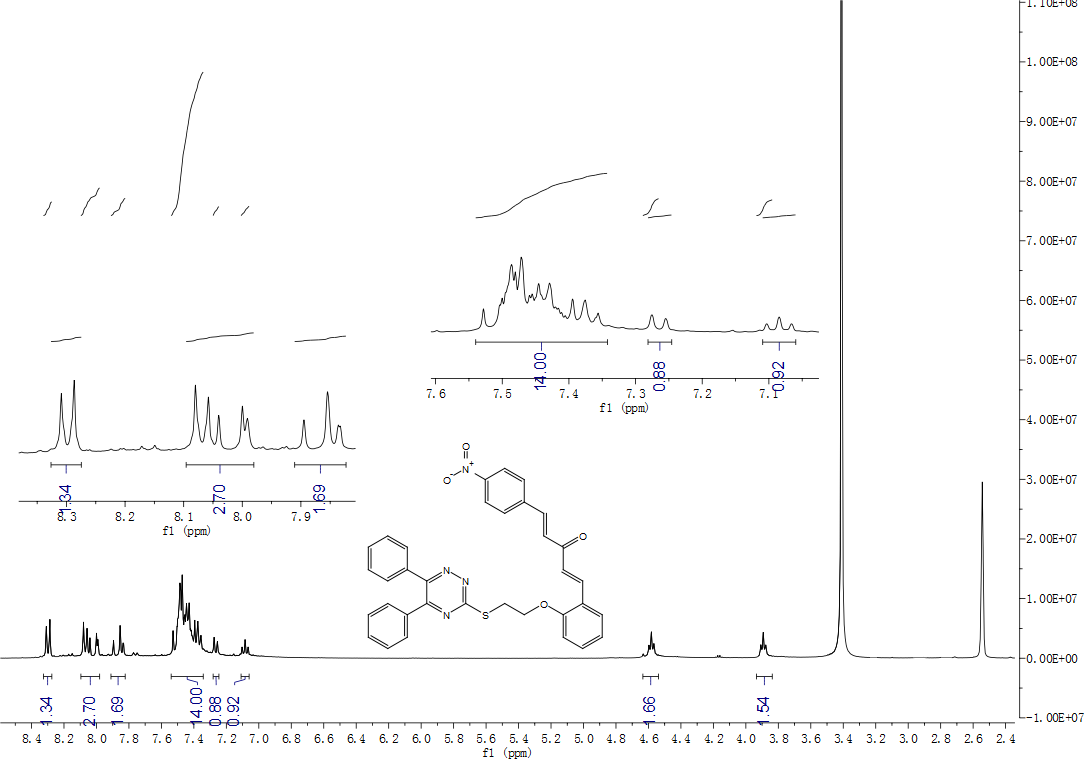 1.10E+08
1.00E+08
9.00E+07
8.00E+07
7.00E+07
6.00E+07
5.00E+07
4.00E+07
3.00E+07
2.00E+07
1.00E+07
0.00E+00
-1.00E+07
14.00
0.88
0.92
7.6 7.5 7.4 7.3 7.2 7.1
f1 (ppm)
1.34
2.70
1.69
8.3 8.2 8.1 8.0 7.9
f1 (ppm)
O
N+
O-
O
N
N
N
S
O
1.34
2.70
1.69
14.00
0.88
0.92
1.66
1.54
8.4 8.2 8.0 7.8 7.6 7.4 7.2 7.0 6.8 6.6 6.4 6.2 6.0 5.8 5.6 5.4 5.2 5.0 4.8 4.6 4.4 4.2 4.0 3.8 3.6 3.4 3.2 3.0 2.8 2.6 2.4
f1 (ppm)